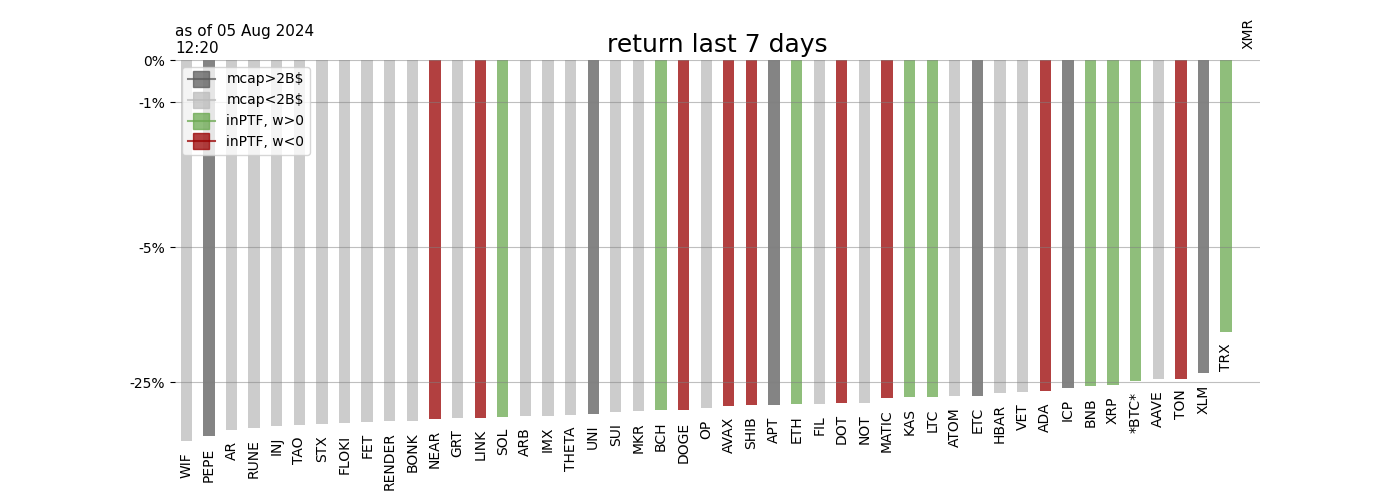 as of 05 Aug 2024
12:20
return last 7 days
XMR
0%
-1%
-5%
-25%
mcap>2B$
mcap<2B$
inPTF, w>0
inPTF, w<0
WIF
PEPE
AR
RUNE
INJ
TAO
STX
FLOKI
FET
RENDER
BONK
NEAR
GRT
LINK
SOL
ARB
IMX
THETA
UNI
SUI
MKR
BCH
DOGE
OP
AVAX
SHIB
APT
ETH
FIL
DOT
NOT
MATIC
KAS
LTC
ATOM
ETC
HBAR
VET
ADA
ICP
BNB
XRP
*BTC*
AAVE
TON
XLM
TRX